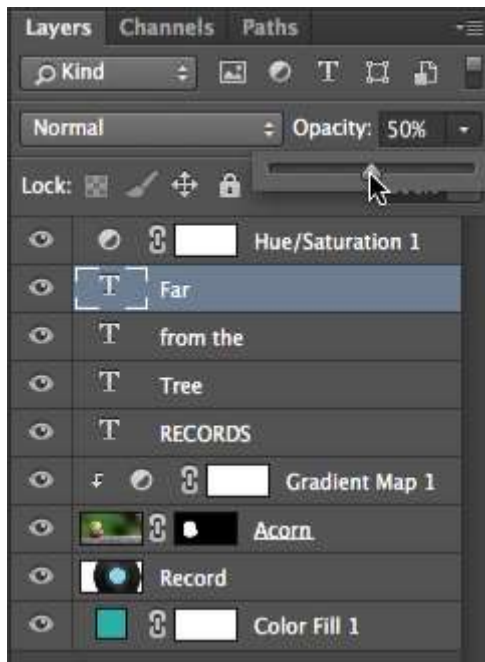 Layers Channels Paths
Kind T
Normal Opacity: 50%
Lock:
Hue/Saturation 1
T Far
T from the
T Tree
T RECORDS
Gradient Map 1
Acorn
Record
Color Fill 1